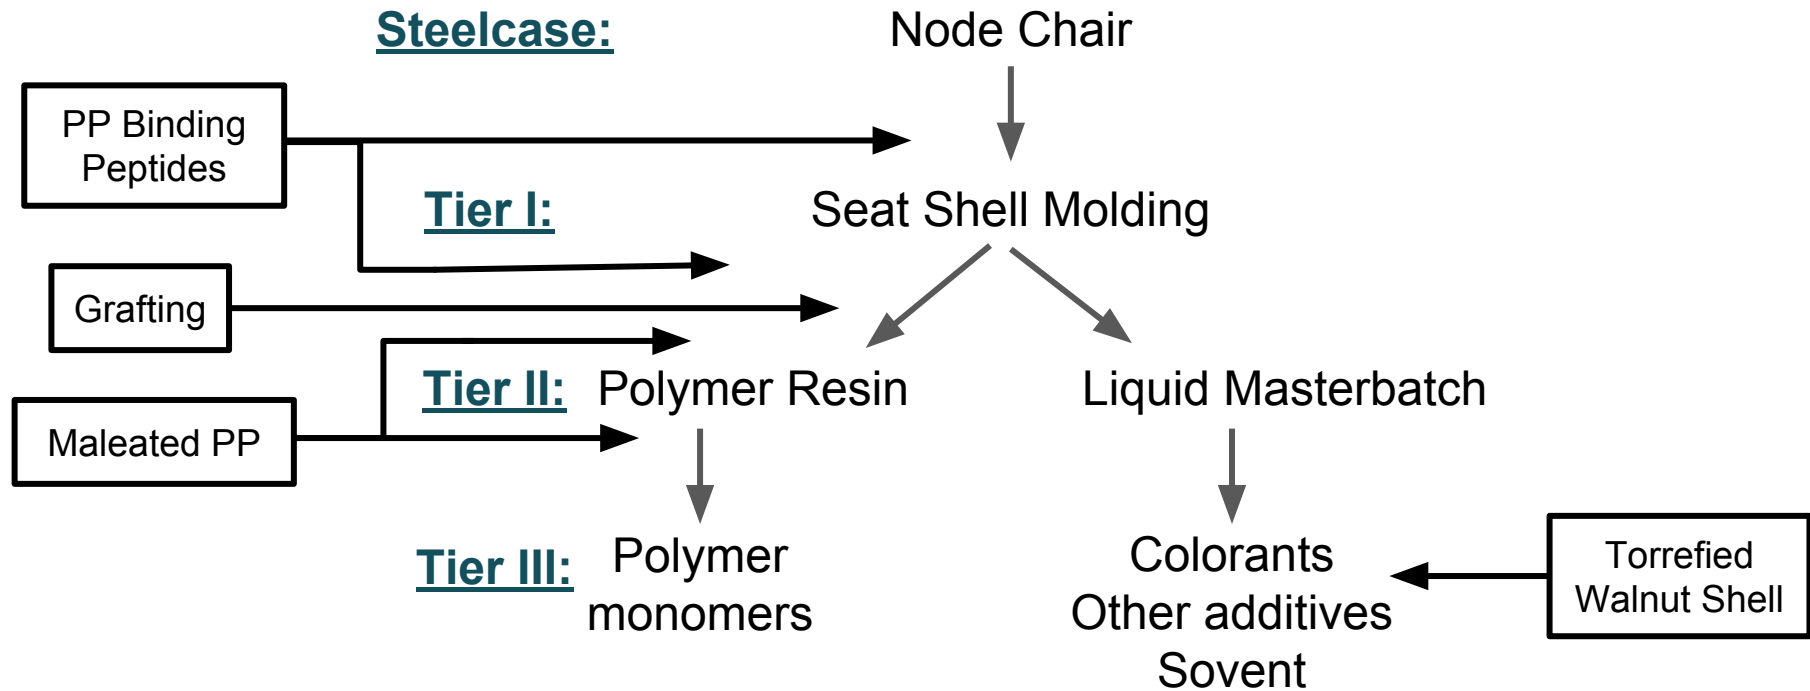 Steelcase:
Node Chair
PP Binding
Peptides
Tier I:
Seat Shell Molding
Grafting
Tier II:
Polymer Resin
Liquid Masterbatch
Maleated PP
Tier III:
Polymer
monomers
Colorants
Other additives
Sovent
Torrefied
Walnut Shell